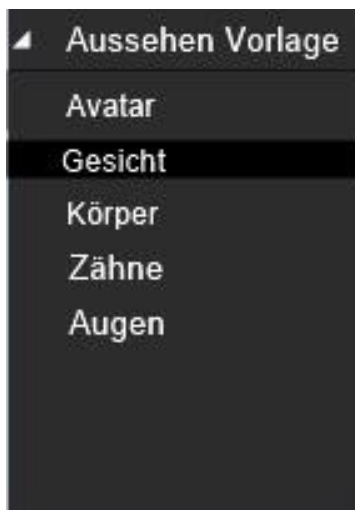 Aussehen Vorlage
Avatar
Gesicht
Körper
Zähne
Augen